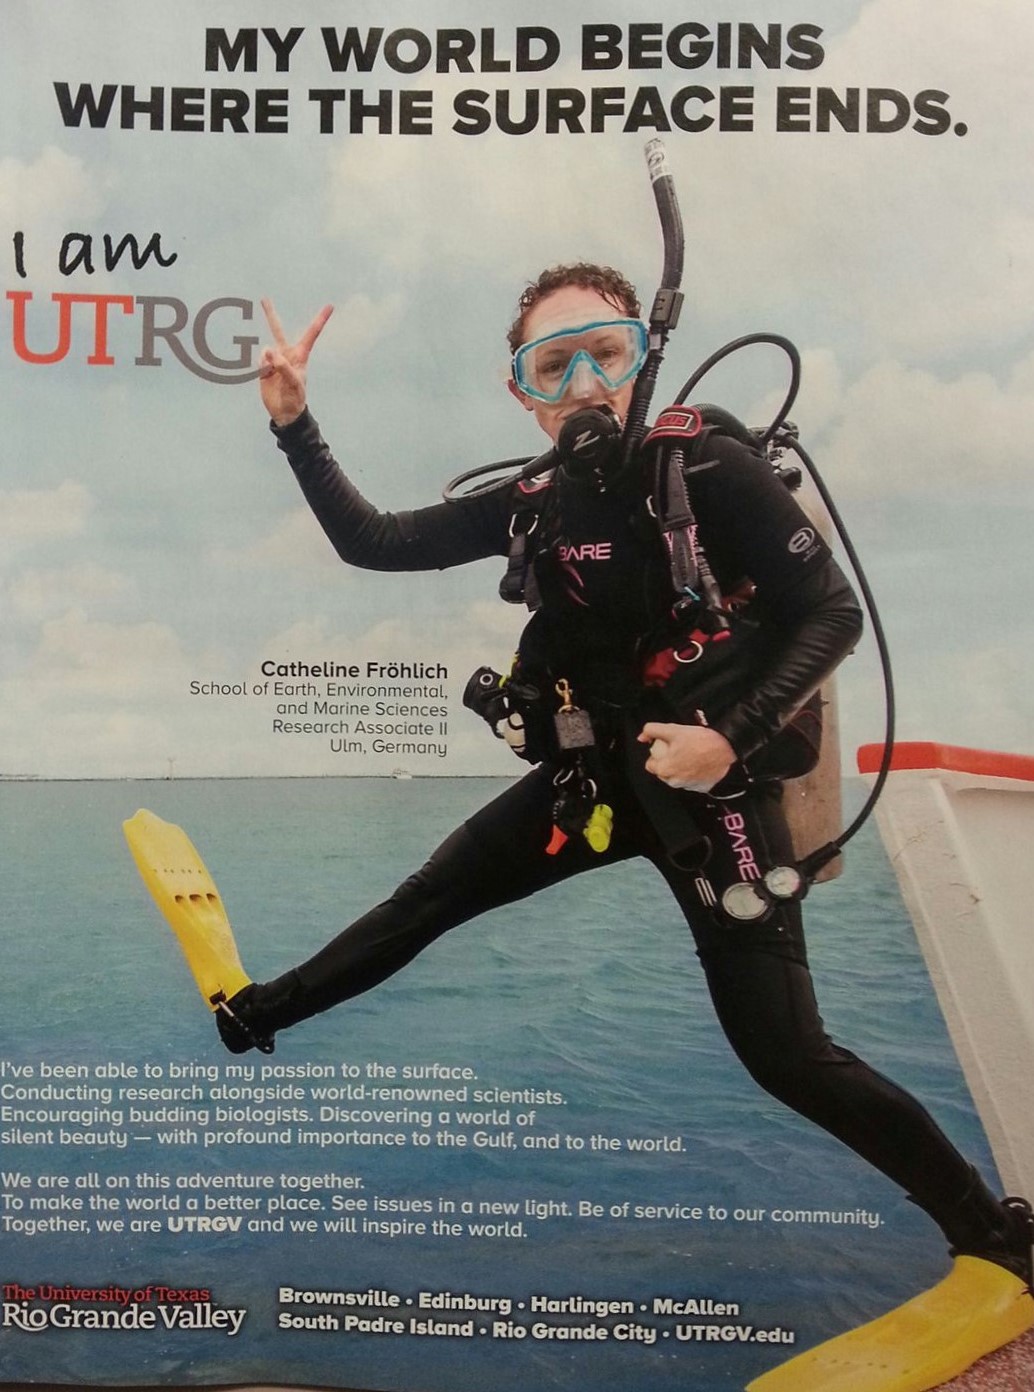 MY WORLD BEGINS
WHERE THE SURFACE ENDS.
I am
UTRG
BARE
Catheline Fröhlich
School of Earth, Environmental,
and Marine Sciences
Research Associate II
Ulm, Germany
BARE
I've been able to bring my passion to the surface.
Conducting research alongside world-renowned scientists.
Encouraging budding biologists. Discovering a world of
silent beauty — with profound importance to the Gulf, and to the world.
We are all on this adventure together.
To make the world a better place. See issues in a new light. Be of service to our community.
Together, we are UTRGV and we will inspire the world.
The University of Texas
Rio Grande Valley
Brownsville • Edinburg • Harlingen • McAllen
South Padre Island • Rio Grande City • UTRGV.edu